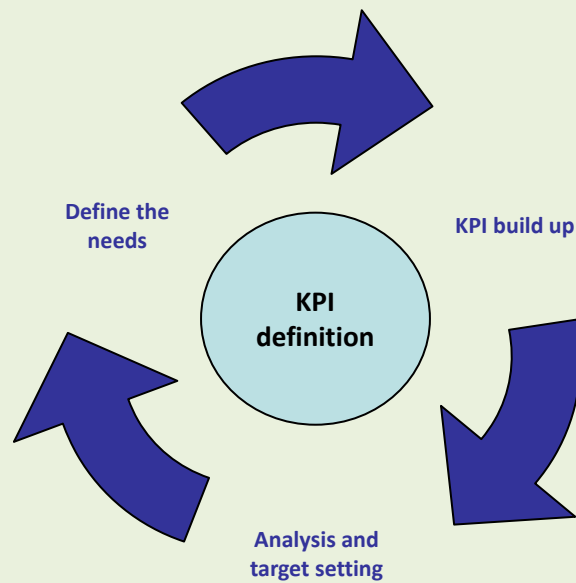 Define the
needs
KPI build up
KPI
definition
Analysis and
target setting